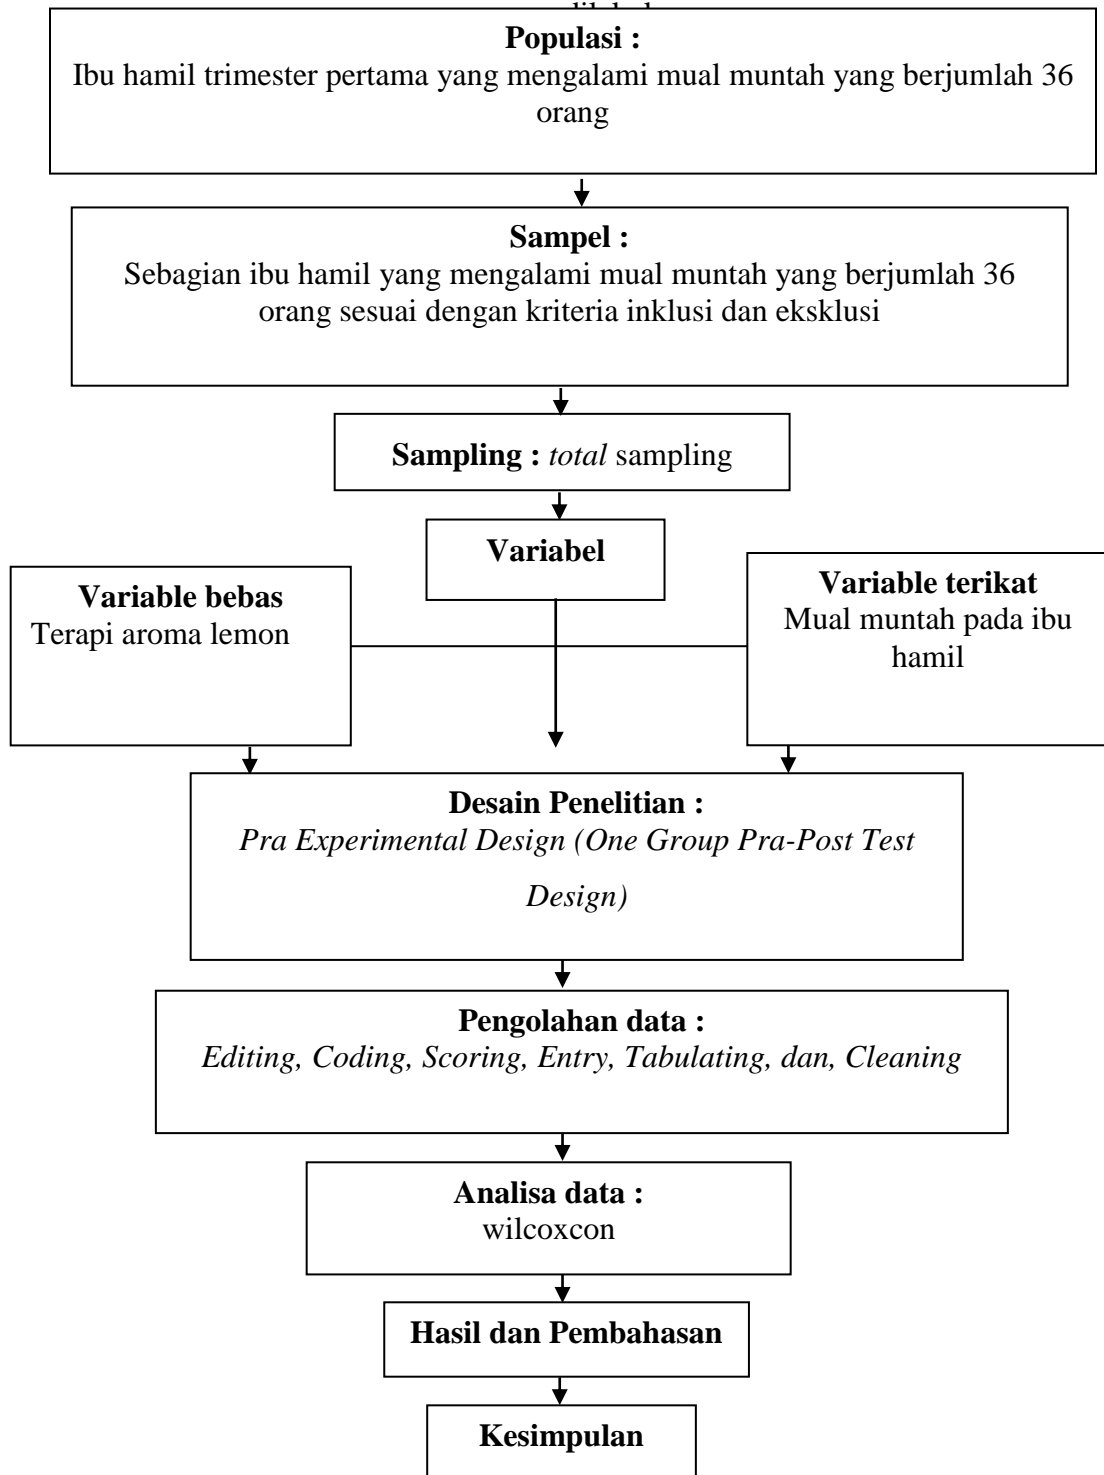 Populasi :
Ibu hamil trimester pertama yang mengalami mual muntah yang berjumlah 36
orang
Sampel :
Sebagian ibu hamil yang mengalami mual muntah yang berjumlah 36
orang sesuai dengan kriteria inklusi dan eksklusi
Sampling : total sampling
Variabel
Variable bebas
Terapi aroma lemon
Variable terikat
Mual muntah pada ibu
hamil
Desain Penelitian :
Pra Experimental Design (One Group Pra-Post Test
Design)
Pengolahan data :
Editing, Coding, Scoring, Entry, Tabulating, dan, Cleaning
Analisa data :
wilcoxcon
Hasil dan Pembahasan
Kesimpulan